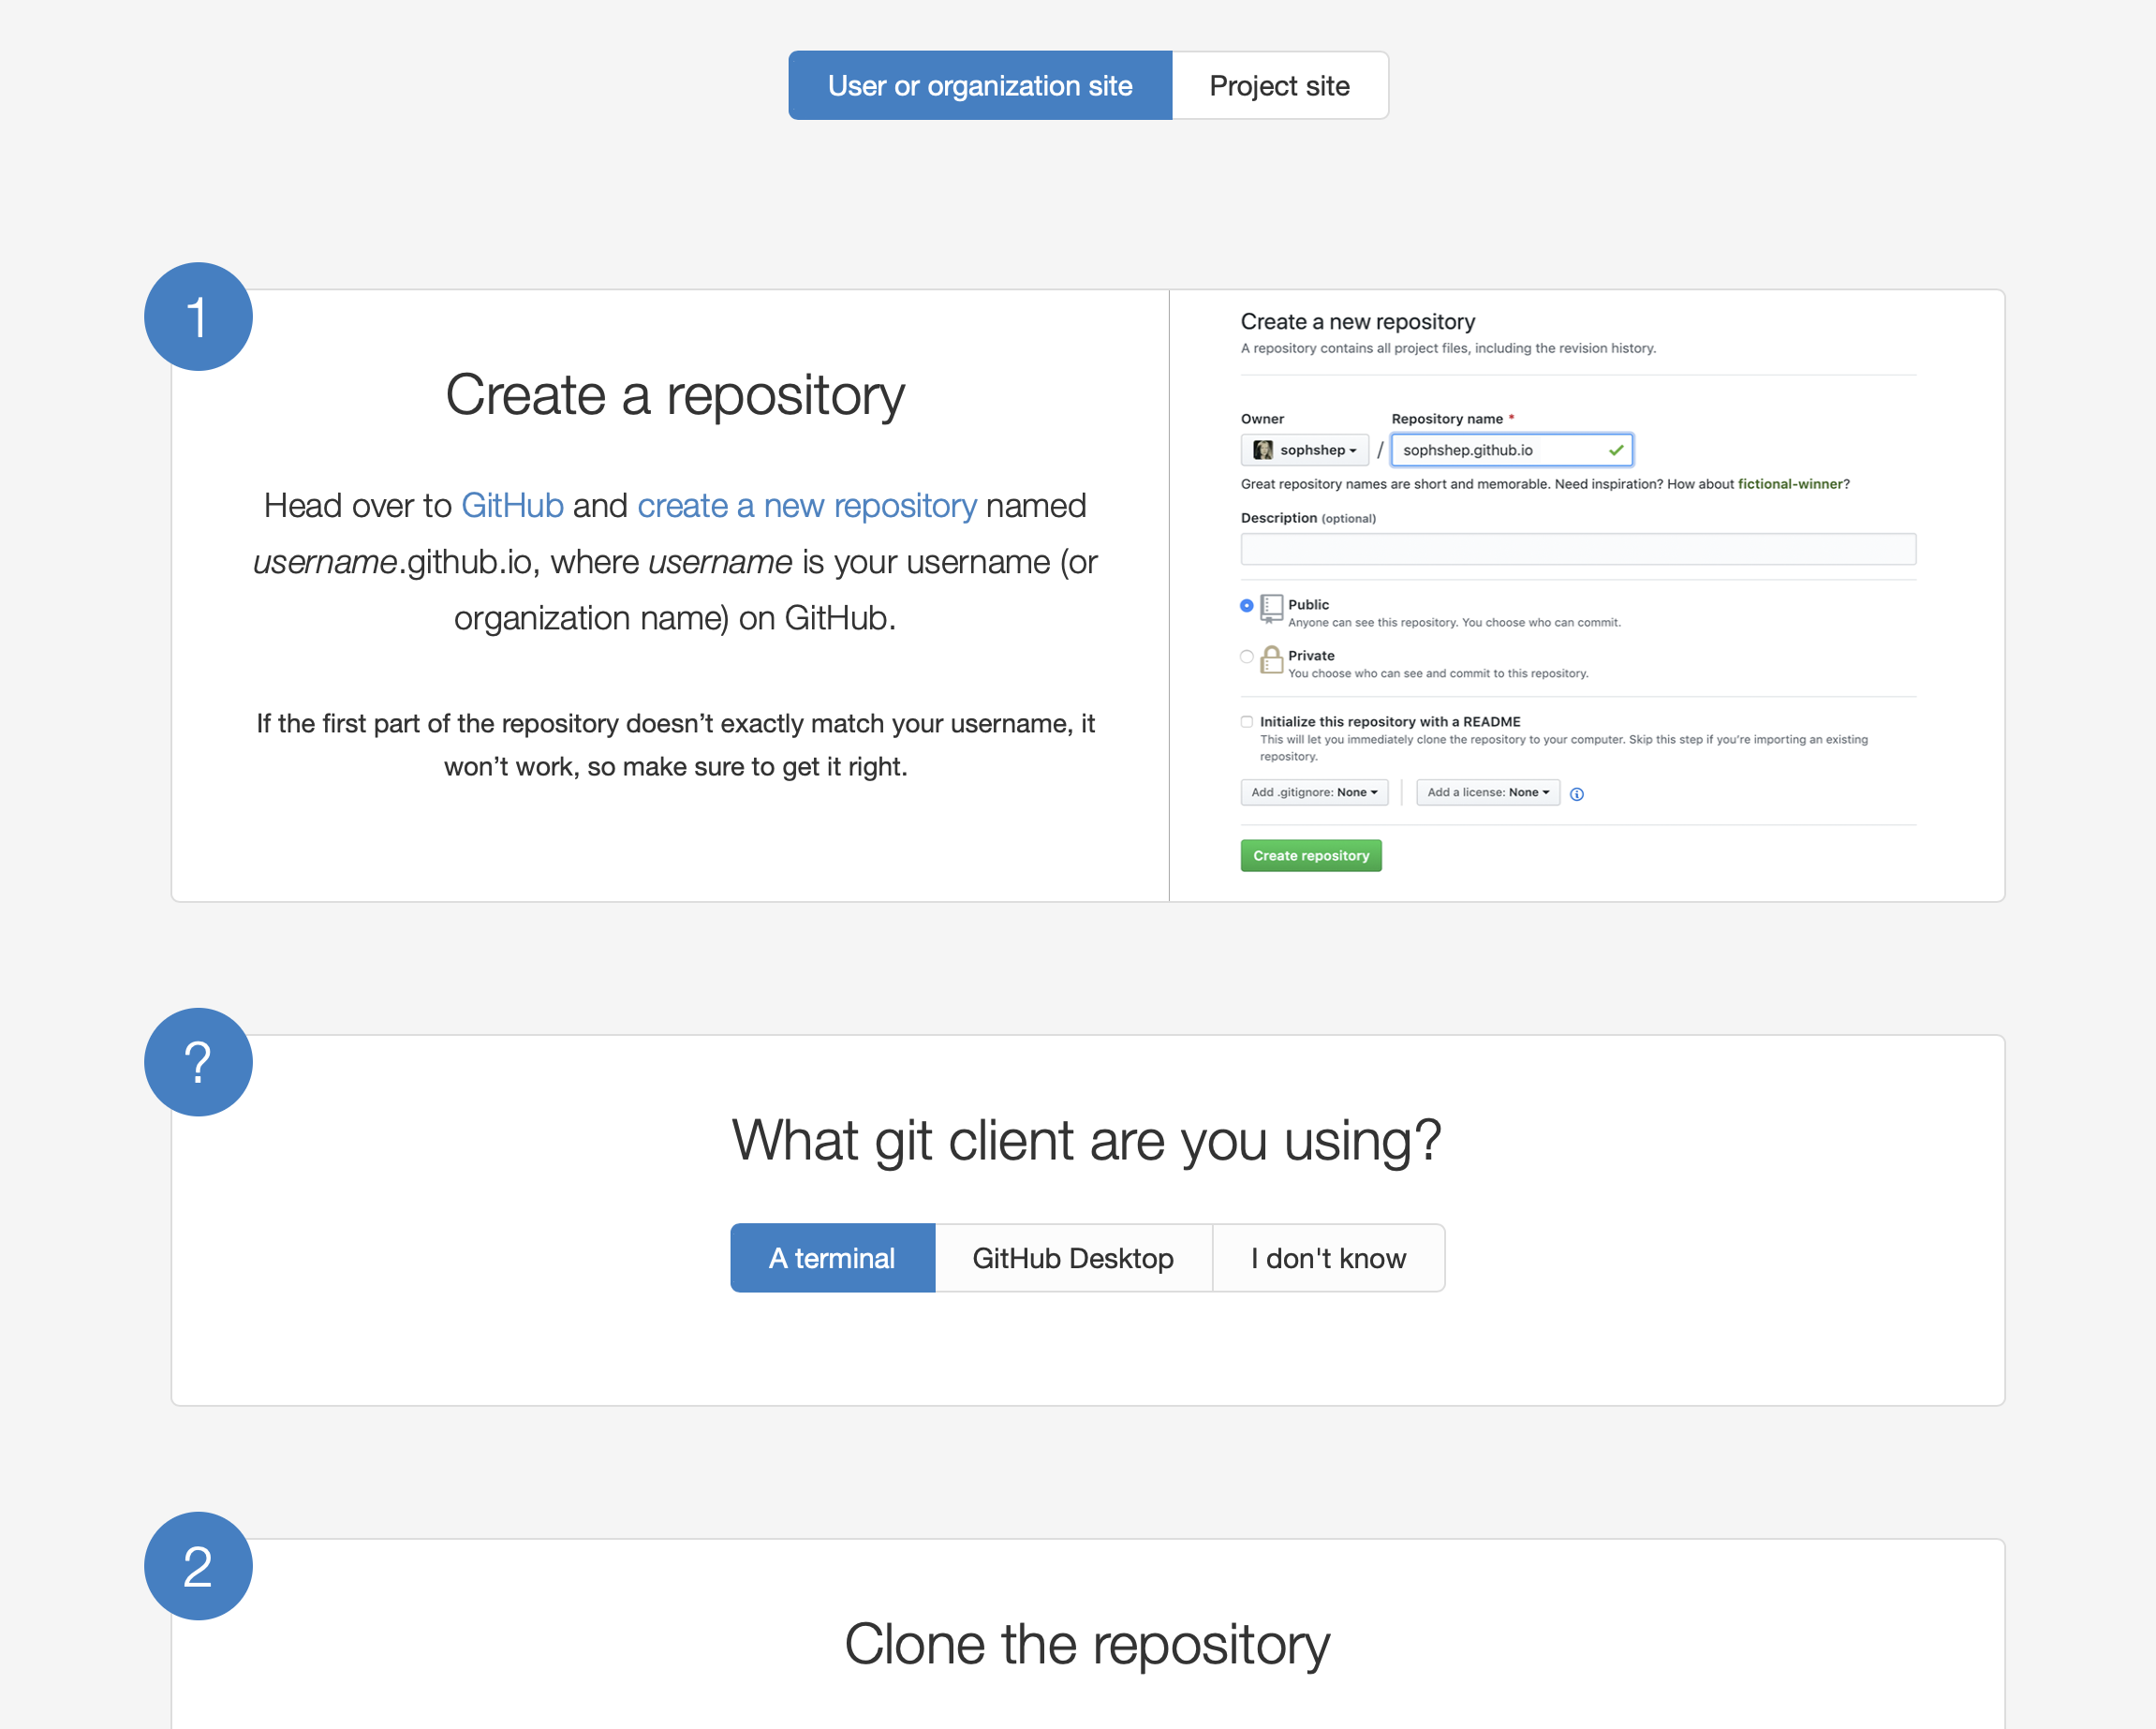 User or organization site
Project site
1
Create a repository
Head over to GitHub and create a new repository named
username.github.io, where username is your username (or
organization name) on GitHub.
If the first part of the repository doesn’t exactly match your username, it
won’t work, so make sure to get it right.
Create a new repository
A repository contains all project files, including the revision history.
Owner
Repository name *
sophshep / sophshep.github.io
Great repository names are short and memorable. Need inspiration? How about fictional-winner?
Description (optional)
Public
Anyone can see this repository. You choose who can commit.
Private
You choose who can see and commit to this repository.
Initialize this repository with a README
This will let you immediately clone the repository to your computer. Skip this step if you’re importing an existing
repository.
Add .gitignore: None
Add a license: None
Create repository
?
What git client are you using?
A terminal
GitHub Desktop
I don't know
2
Clone the repository